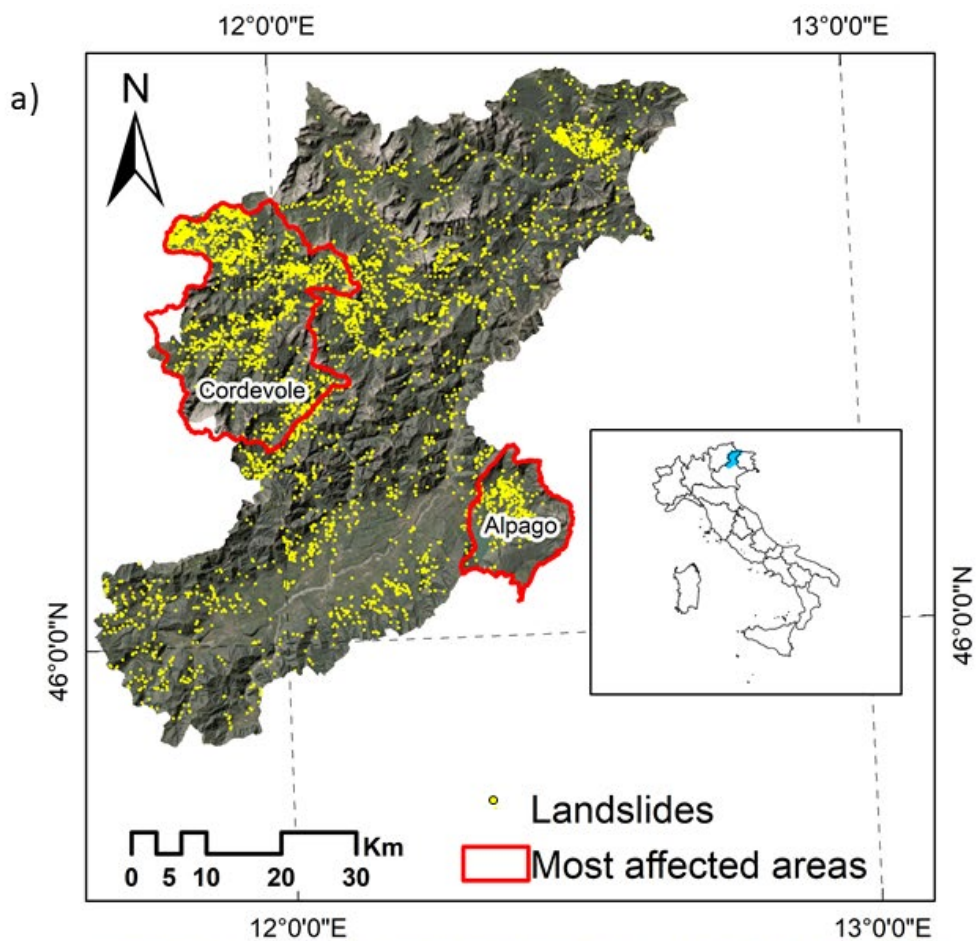 12°0'0"E 13°0'0"E
a)
N
Cordevole
Alpago
46°0'0"N
46°0'0"N
Landslides
Km
Most affected areas
0 5 10 20 30
12°0'0"E 13°0'0"E